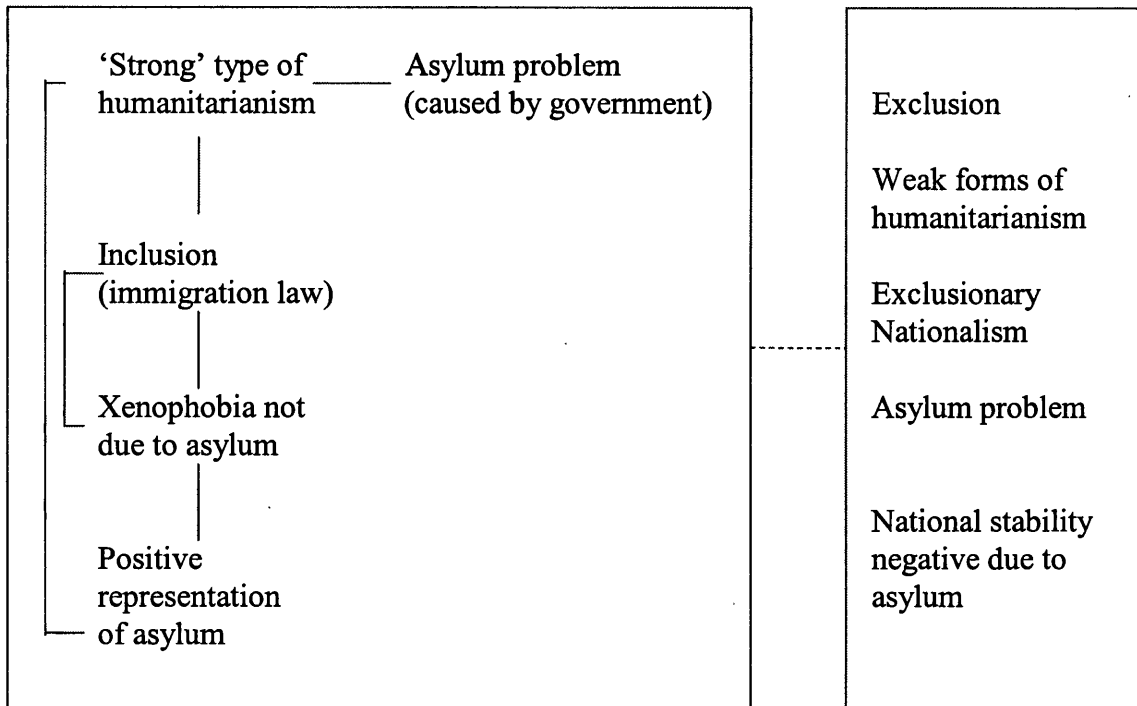 ‘Strong’ type of
humanitarianism
Asylum problem
(caused by government)
Inclusion
(immigration law)
Xenophobia not
due to asylum
Positive
representation
of asylum
Exclusion
Weak forms of
humanitarianism
Exclusionary
Nationalism
Asylum problem
National stability
negative due to
asylum